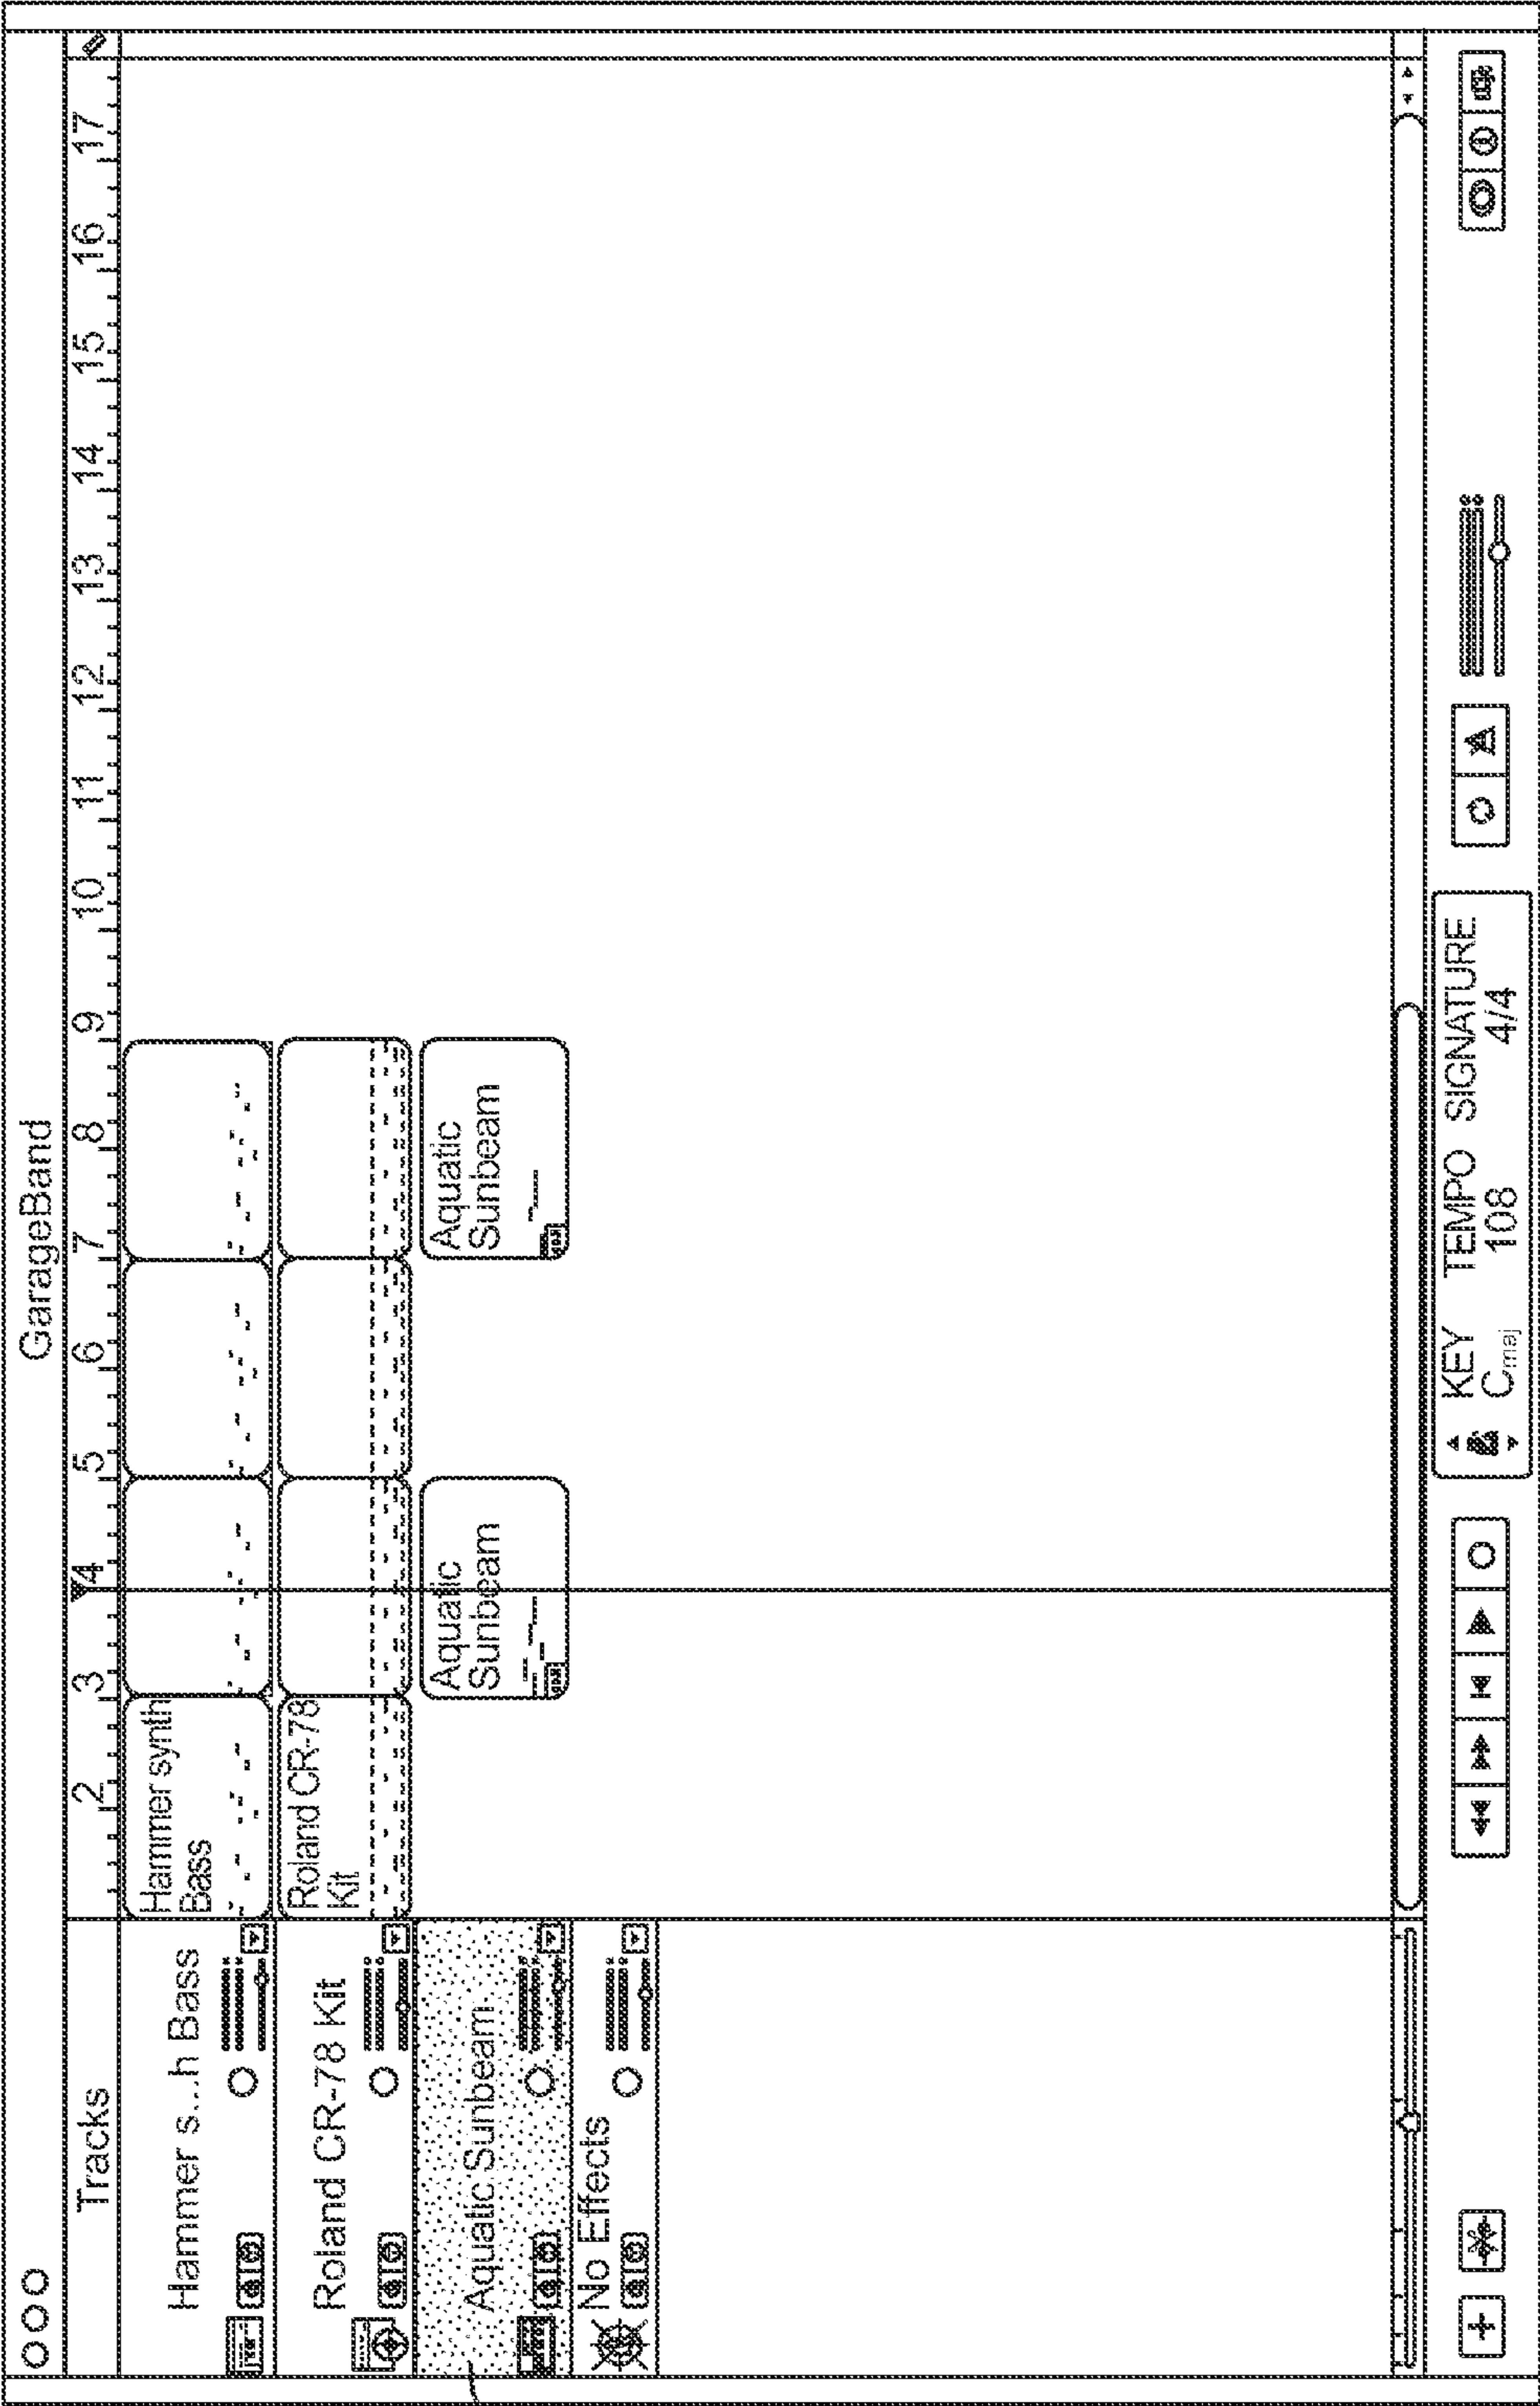 GarageBand
Tracks
2 3 4 5 6 7 8 9 10 11 12 13 14 15 16 17
Hammer s...h Bass
Hammer synth
Bass
Roland CR-78 Kit
Roland CR-78
Kit
Aquatic Sunbeam
Aquatic
Sunbeam
Aquatic
Sunbeam
No Effects
KEY TEMPO SIGNATURE
Cmaj 108 4/4